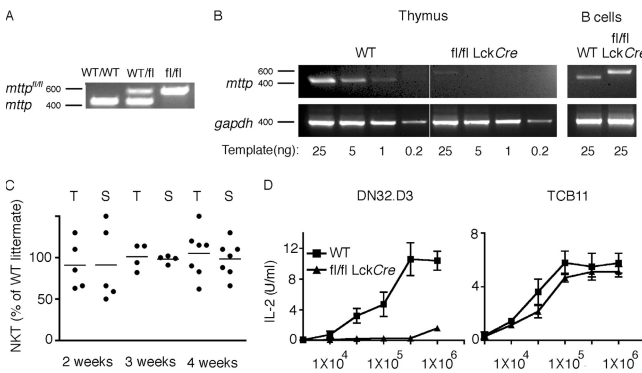 A
WT/WT WT/fl fl/fl
mttp^fl/fl 600
mttp 400
B
Thymus
B cells
WT fl/fl LckCre
WT fl/fl LckCre
mttp 600 400
gapdh 400
Template(ng): 25 5 1 0.2 25 5 1 0.2 25 25
C
T S T S T S
NKT (% of WT littermate)
100
50
2 weeks 3 weeks 4 weeks
D
DN32.D3
TCB11
IL-2 (U/ml)
12
8
4
0
WT
fl/fl LckCre
1X10^4 1X10^5 1X10^6
8
4
0
1X10^4 1X10^5 1X10^6